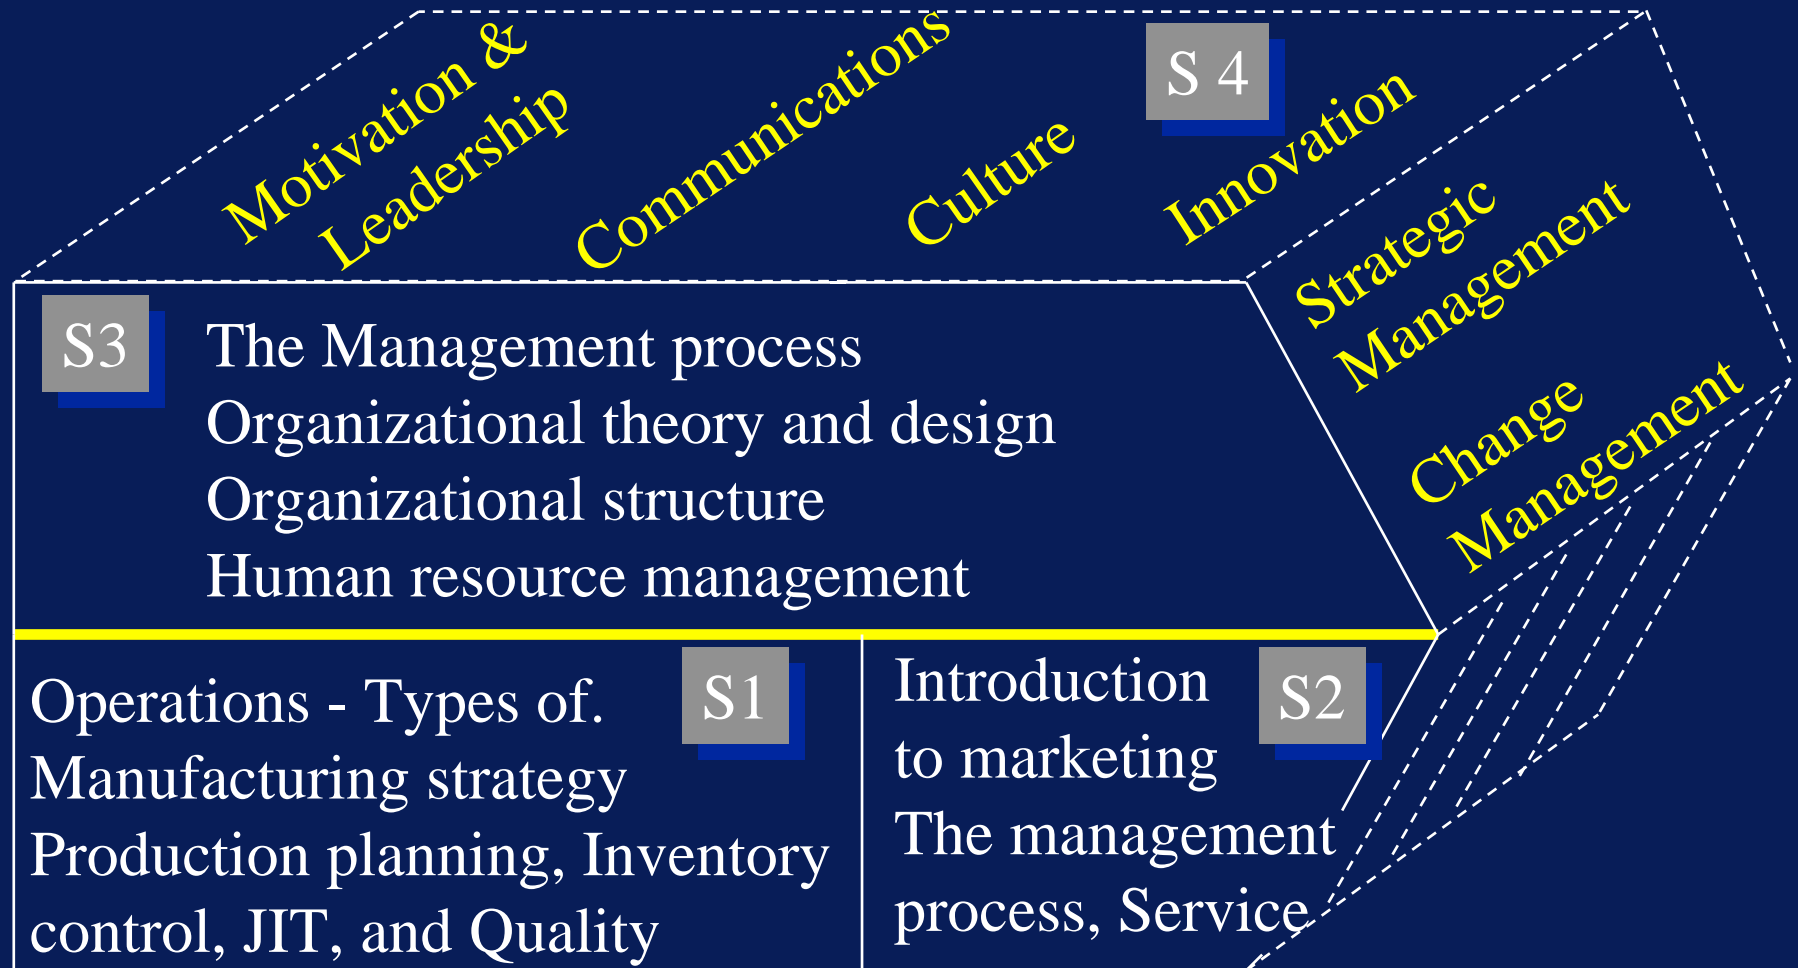 Motivation &
Leadership
Communications
Culture
S 4
Innovation
Strategic
Management
Change
Management
S3
The Management process
Organizational theory and design
Organizational structure
Human resource management
Operations - Types of.
Manufacturing strategy
Production planning, Inventory
control, JIT, and Quality
S1
Introduction
to marketing
The management
process, Service
S2